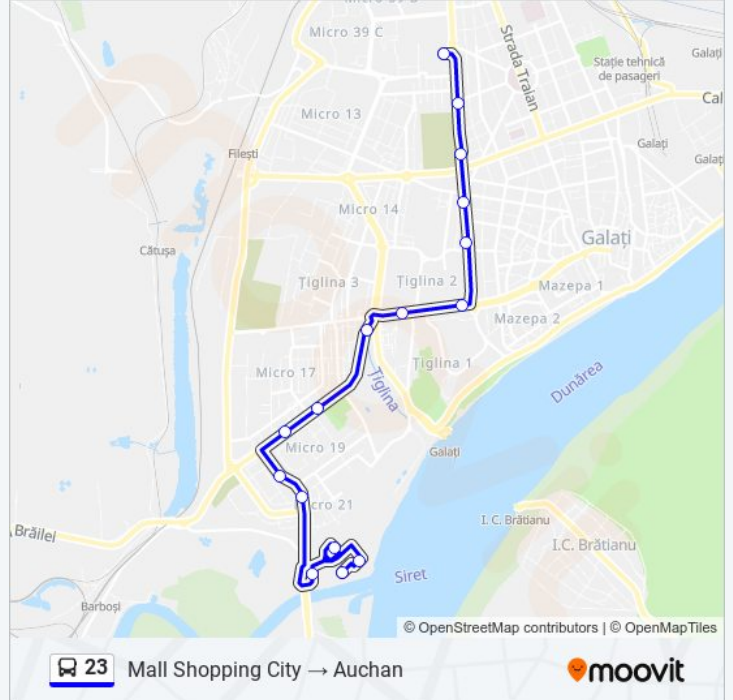 Micro 39 C
Strada Traian
Stație tehnică
de pasageri
Galați
Cal
Micro 13
Filești
Galați
Galaț
Micro 14
Cătușa
Galați
Țiglina 3
Țiglina 2
Mazepa 1
Mazepa 2
Țiglina 1
Micro 17
Țiglina
Dunărea
Micro 19
Galați
cro 21
I. C. Brătianu
Brăilei
I.C. Brătianu
Siret
Barboși
© OpenStreetMap contributors | © OpenMapTiles
23 Mall Shopping City → Auchan
moovit